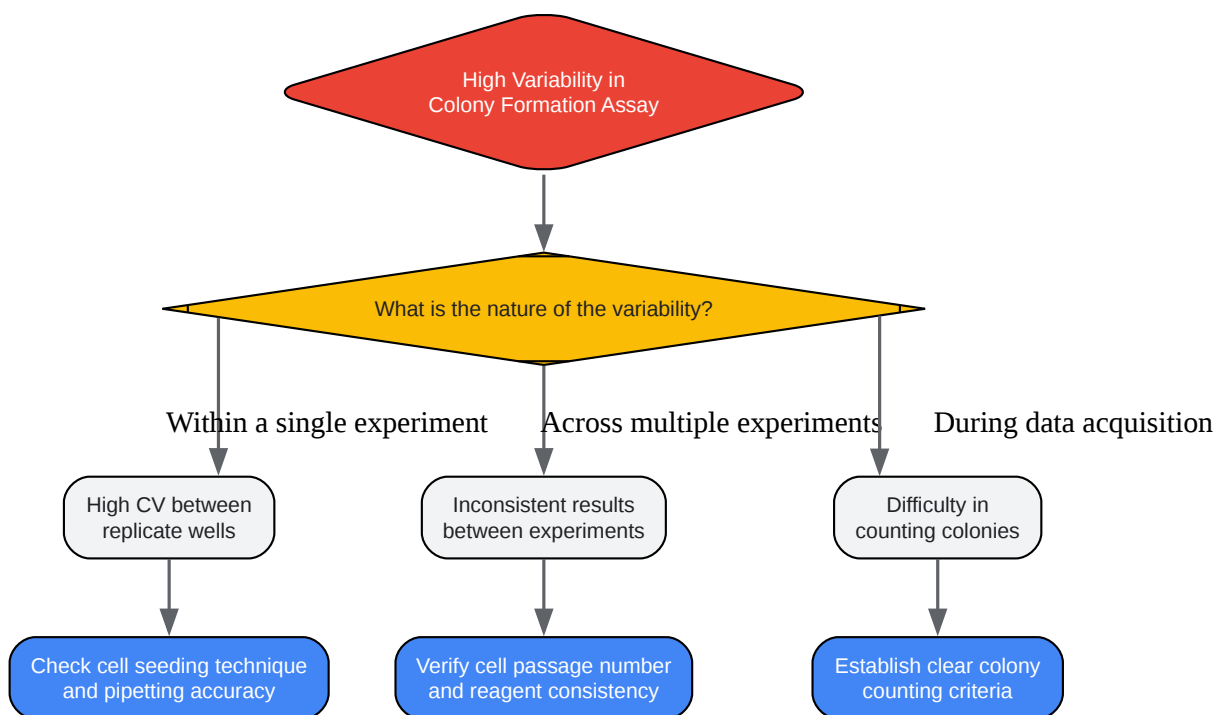 High Variability in
Colony Formation Assay
What is the nature of the variability?
Within a single experiment
Across multiple experiments
During data acquisition
High CV between
replicate wells
Inconsistent results
between experiments
Difficulty in
counting colonies
Check cell seeding technique
and pipetting accuracy
Verify cell passage number
and reagent consistency
Establish clear colony
counting criteria